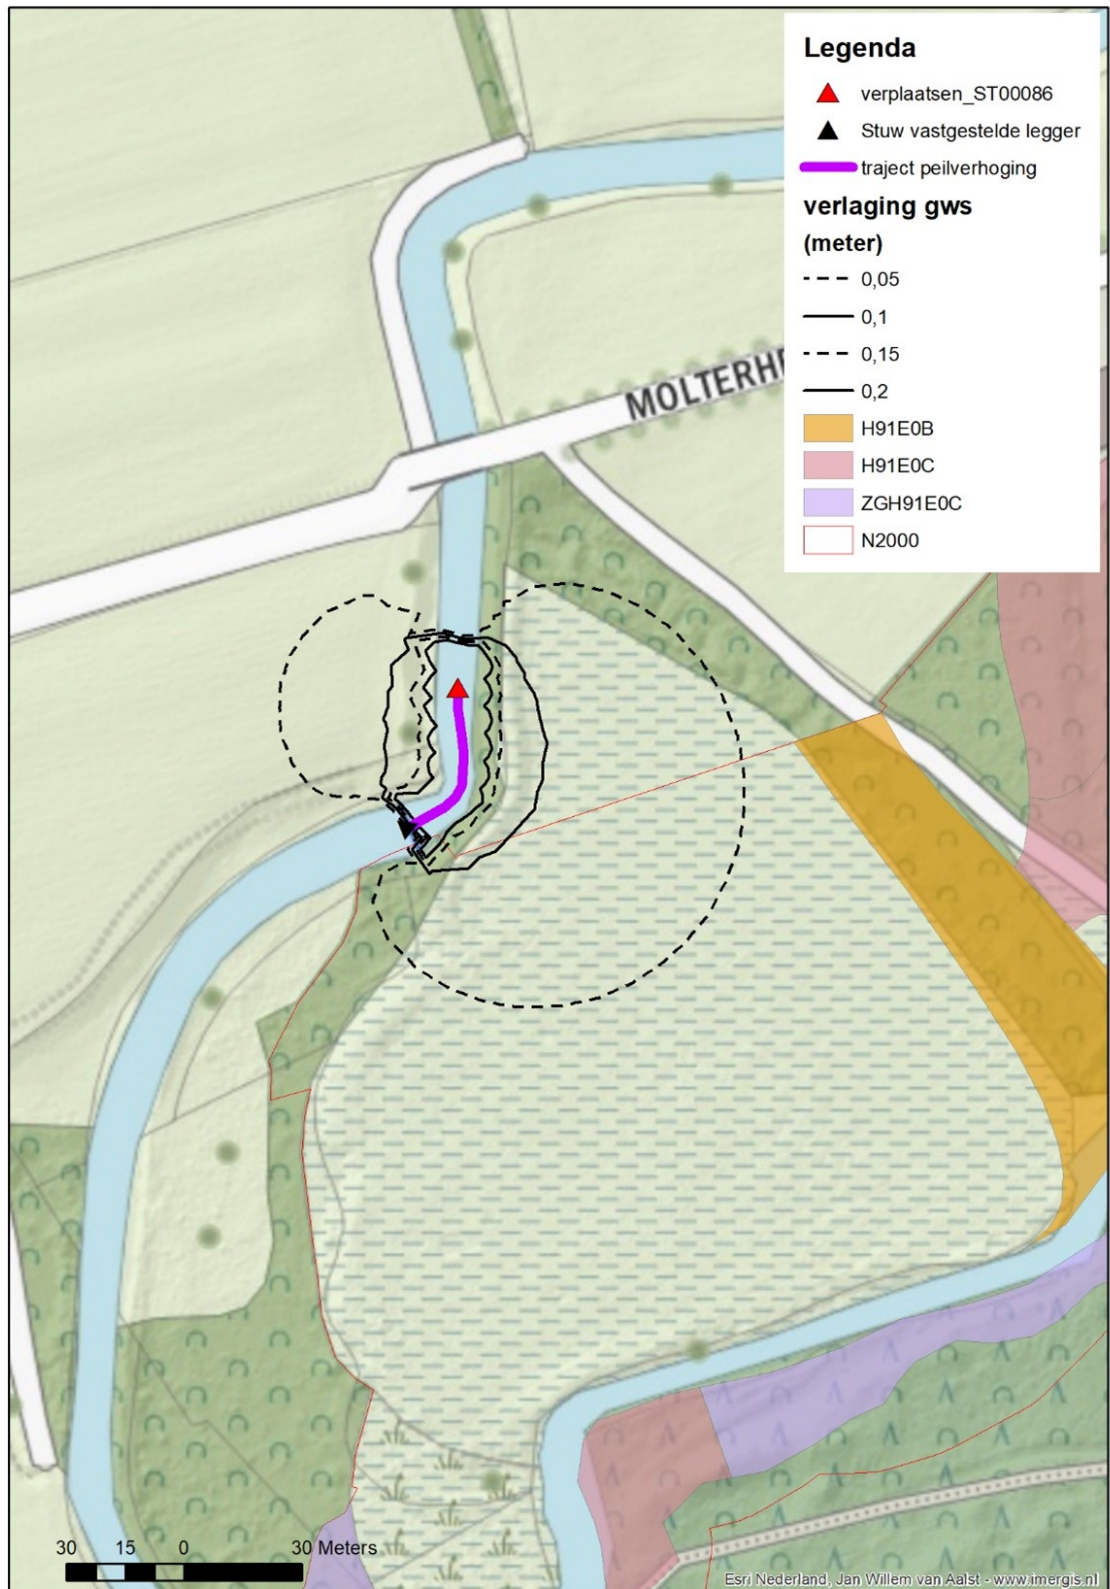 Legenda
verplaatsen_ST00086
Stuw vastgestelde legger
traject peilverhoging
verlaging gws
(meter)
0,05
0,1
0,15
0,2
H91E0B
H91E0C
ZGH91E0C
N2000
30 15 0 30 Meters
Esri Nederland, Jan Willem van Aalst - www.imergis.nl